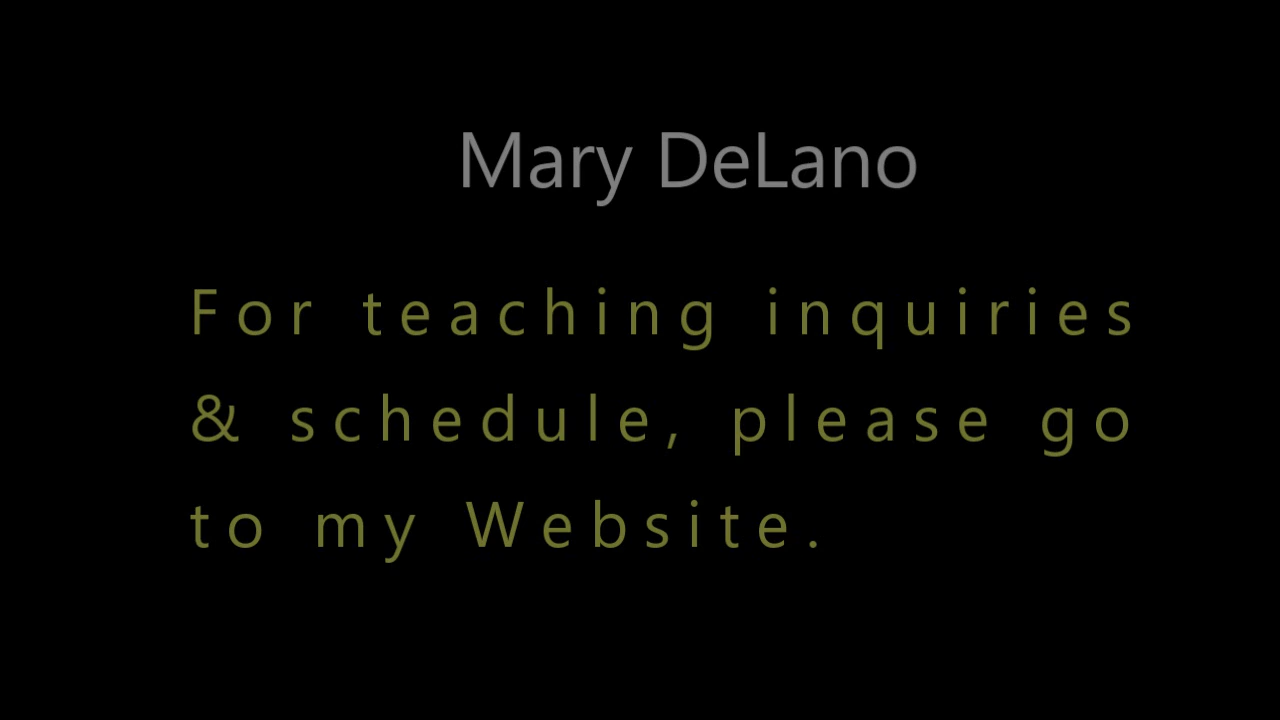 Mary DeLano
For teaching inquiries
& schedule, please go
to my Website.